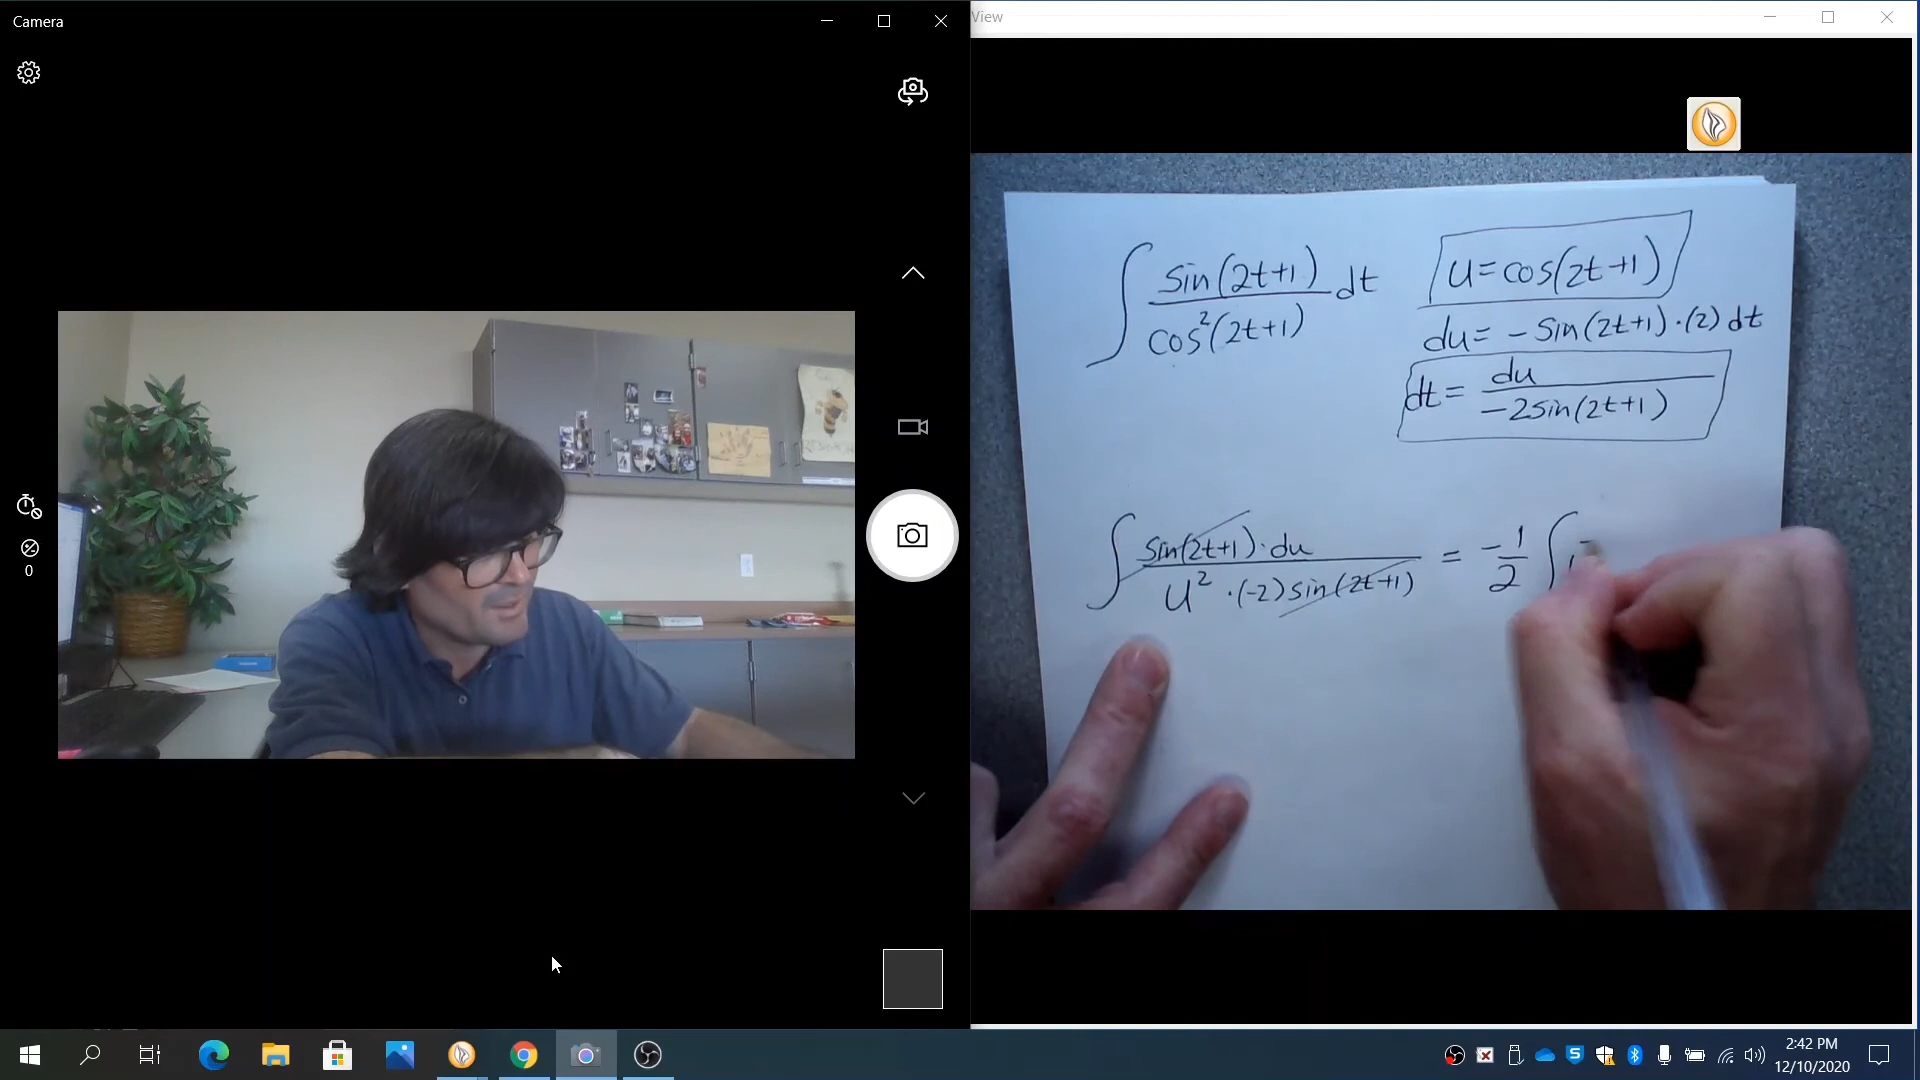 Camera
View
∫ sin(2t+1) / cos²(2t+1) dt
u = cos(2t+1)
du = -sin(2t+1)·(2) dt
dt = du / -2sin(2t+1)
∫ sin(2t+1)·du / u²·(-2)sin(2t+1) = -1/2 ∫
0
2:42 PM
12/10/2020